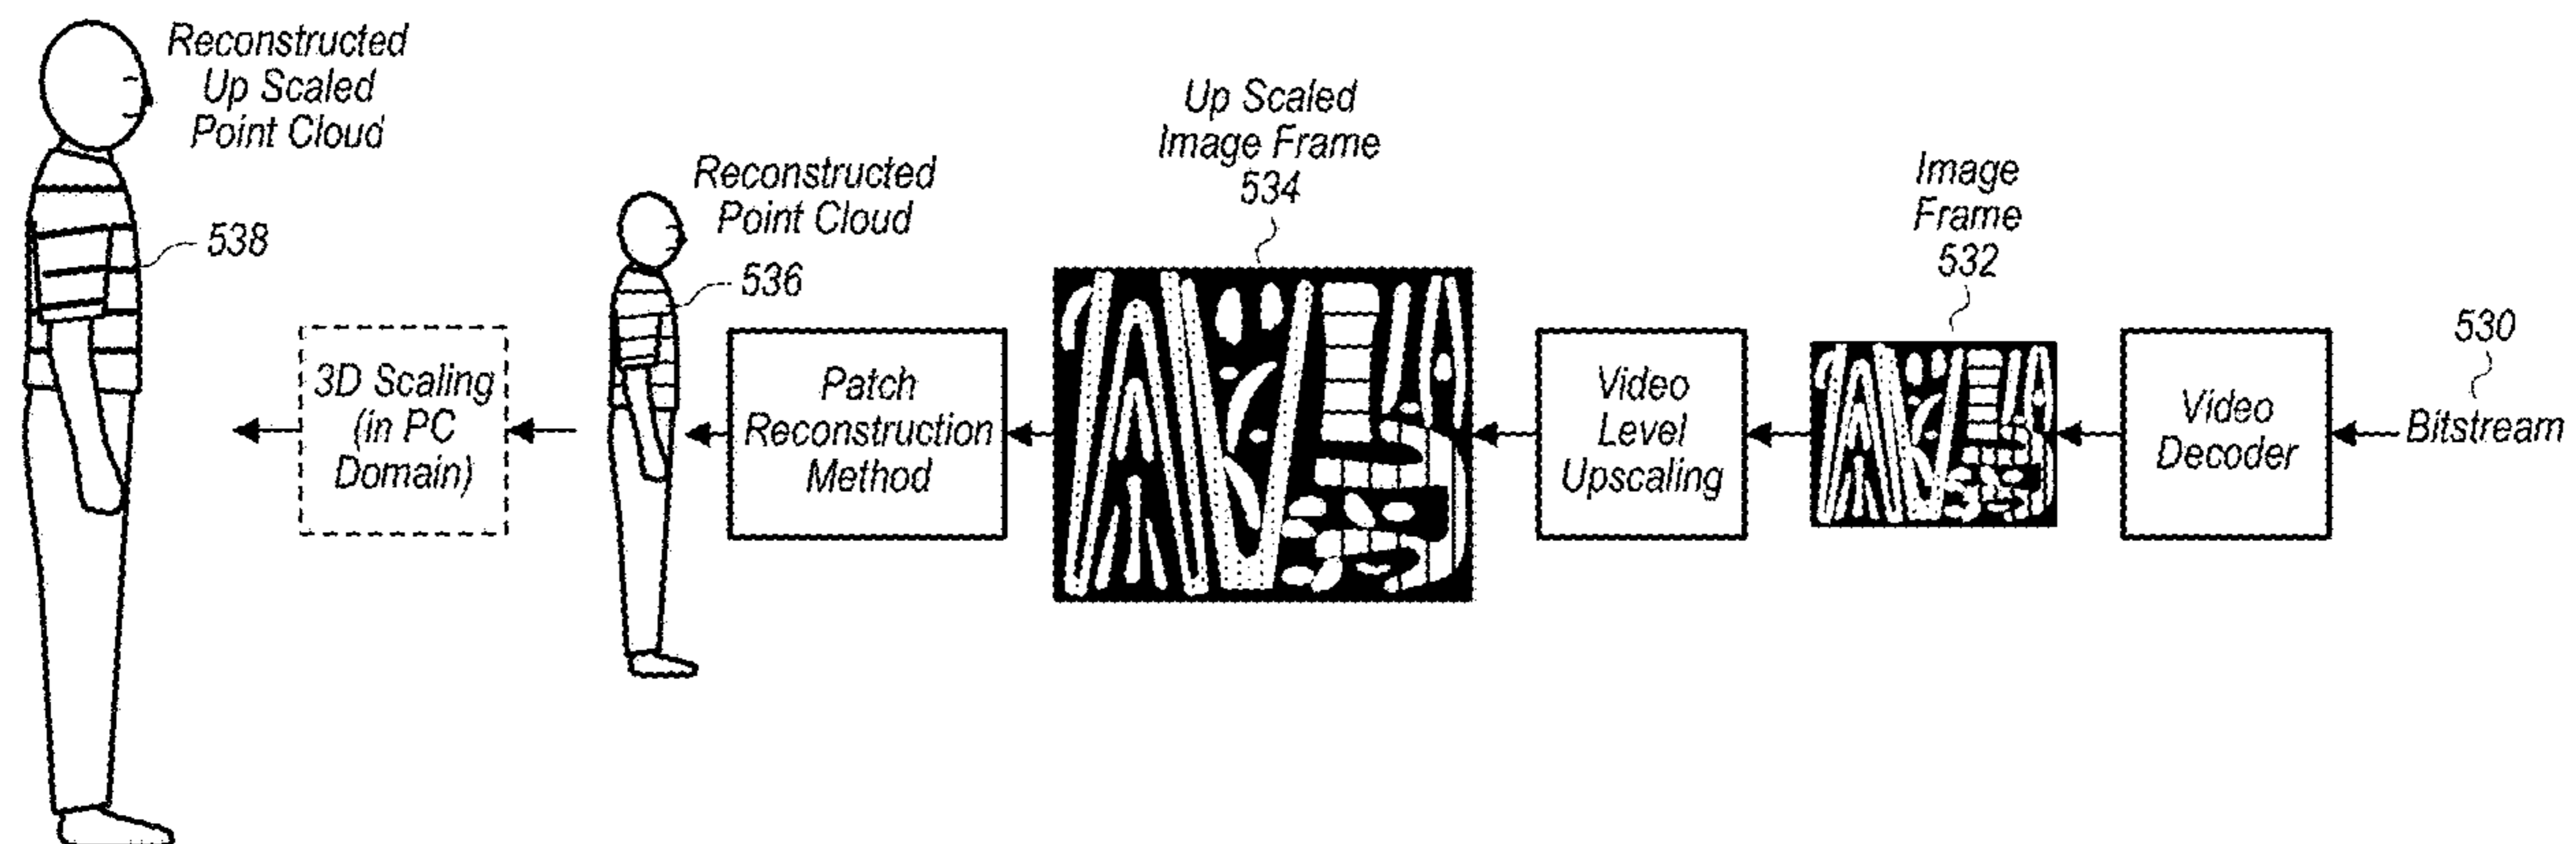 Reconstructed
Up Scaled
Point Cloud
538
3D Scaling
(in PC
Domain)
Reconstructed
Point Cloud
536
Patch
Reconstruction
Method
Up Scaled
Image Frame
534
Video
Level
Upscaling
Image
Frame
532
Video
Decoder
530
Bitstream